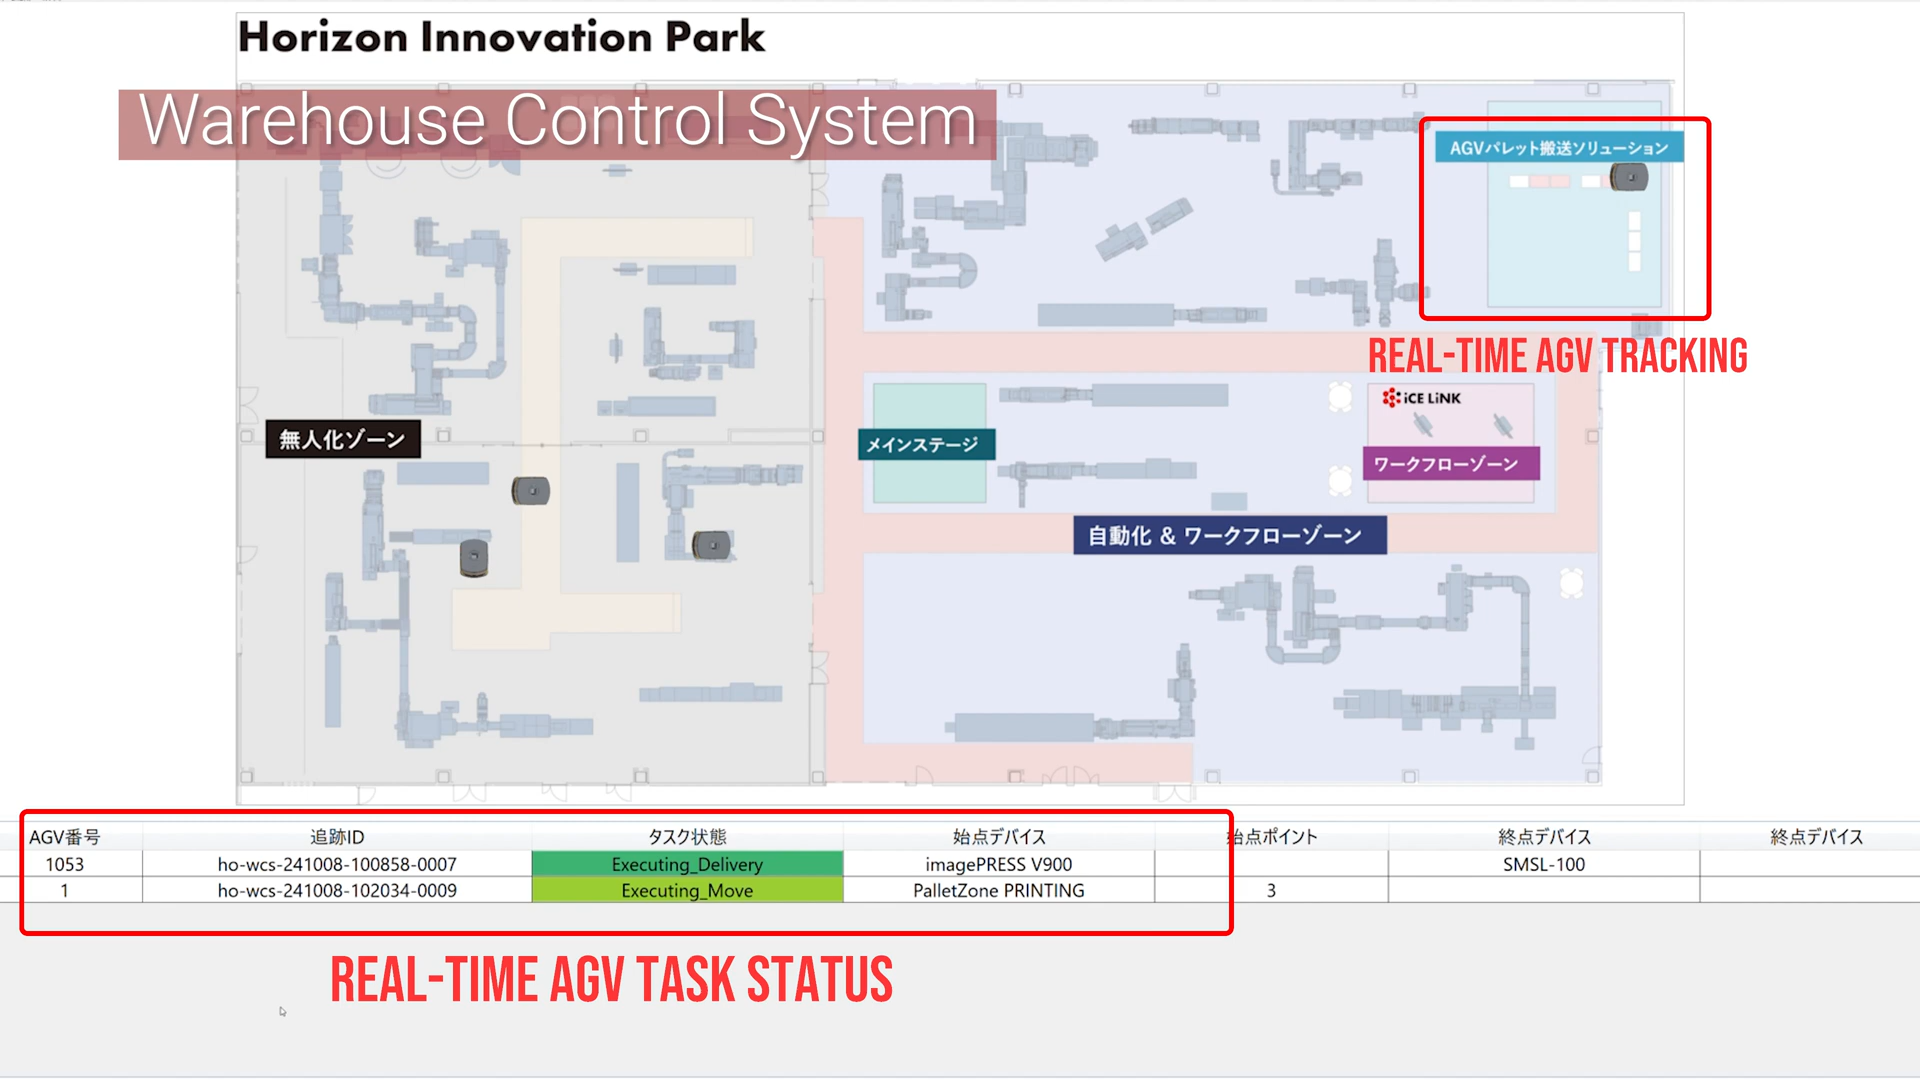 Horizon Innovation Park
Warehouse Control System
AGVパレット搬送ソリューション
REAL-TIME AGV TRACKING
iCE LiNK
無人化ゾーン
メインステージ
ワークフローゾーン
自動化 & ワークフローゾーン
AGV番号 追跡ID タスク状態 始点デバイス 始点ポイント 終点デバイス 終点デバイス
1053 ho-wcs-241008-100858-0007 Executing_Delivery imagePRESS V900 SMSL-100
1 ho-wcs-241008-102034-0009 Executing_Move PalletZone PRINTING 3
REAL-TIME AGV TASK STATUS